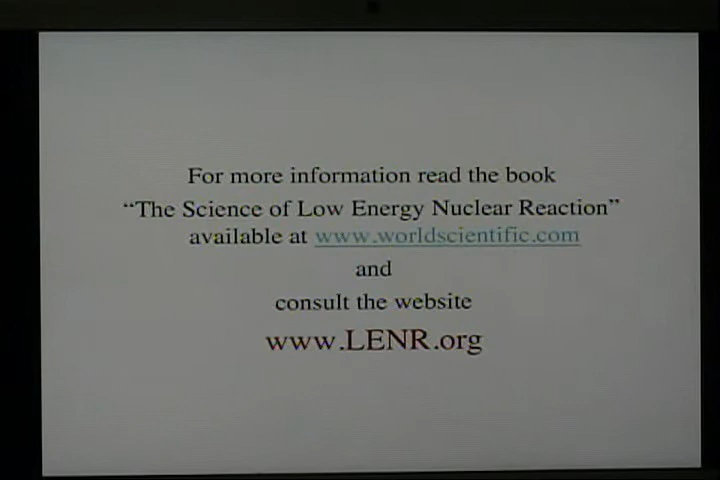 For more information read the book
“The Science of Low Energy Nuclear Reaction”
available at www.worldscientific.com
and
consult the website
www.LENR.org